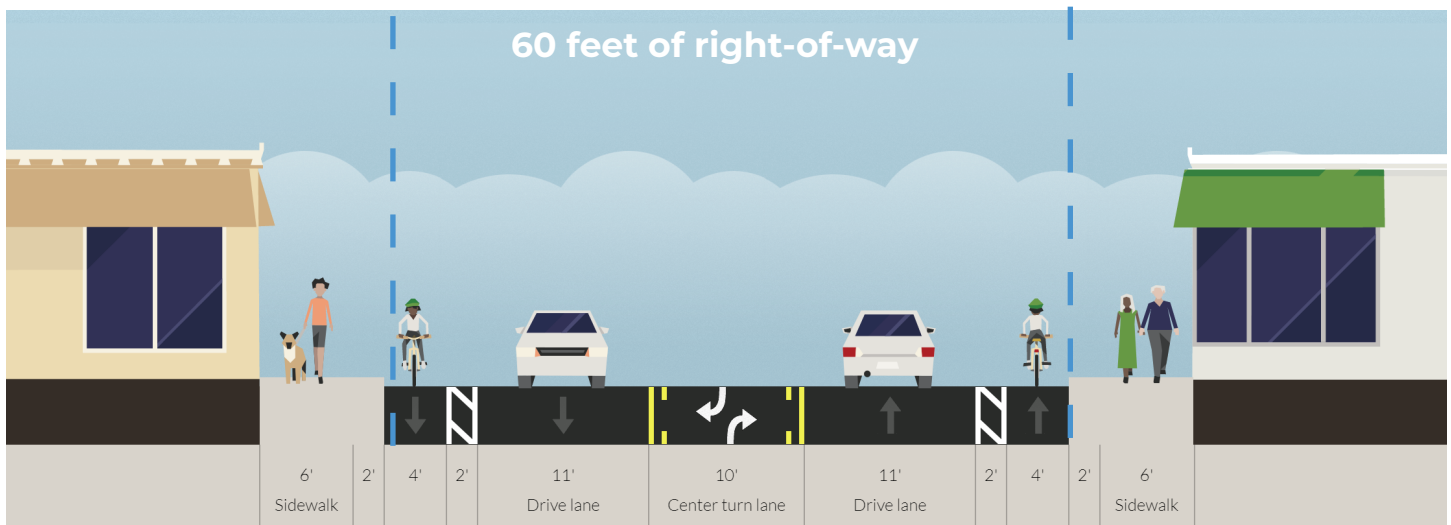 60 feet of right-of-way
6' 2' 4' 2' 11' 10' 11' 2' 4' 2' 6'
Sidewalk Drive lane Center turn lane Drive lane Sidewalk